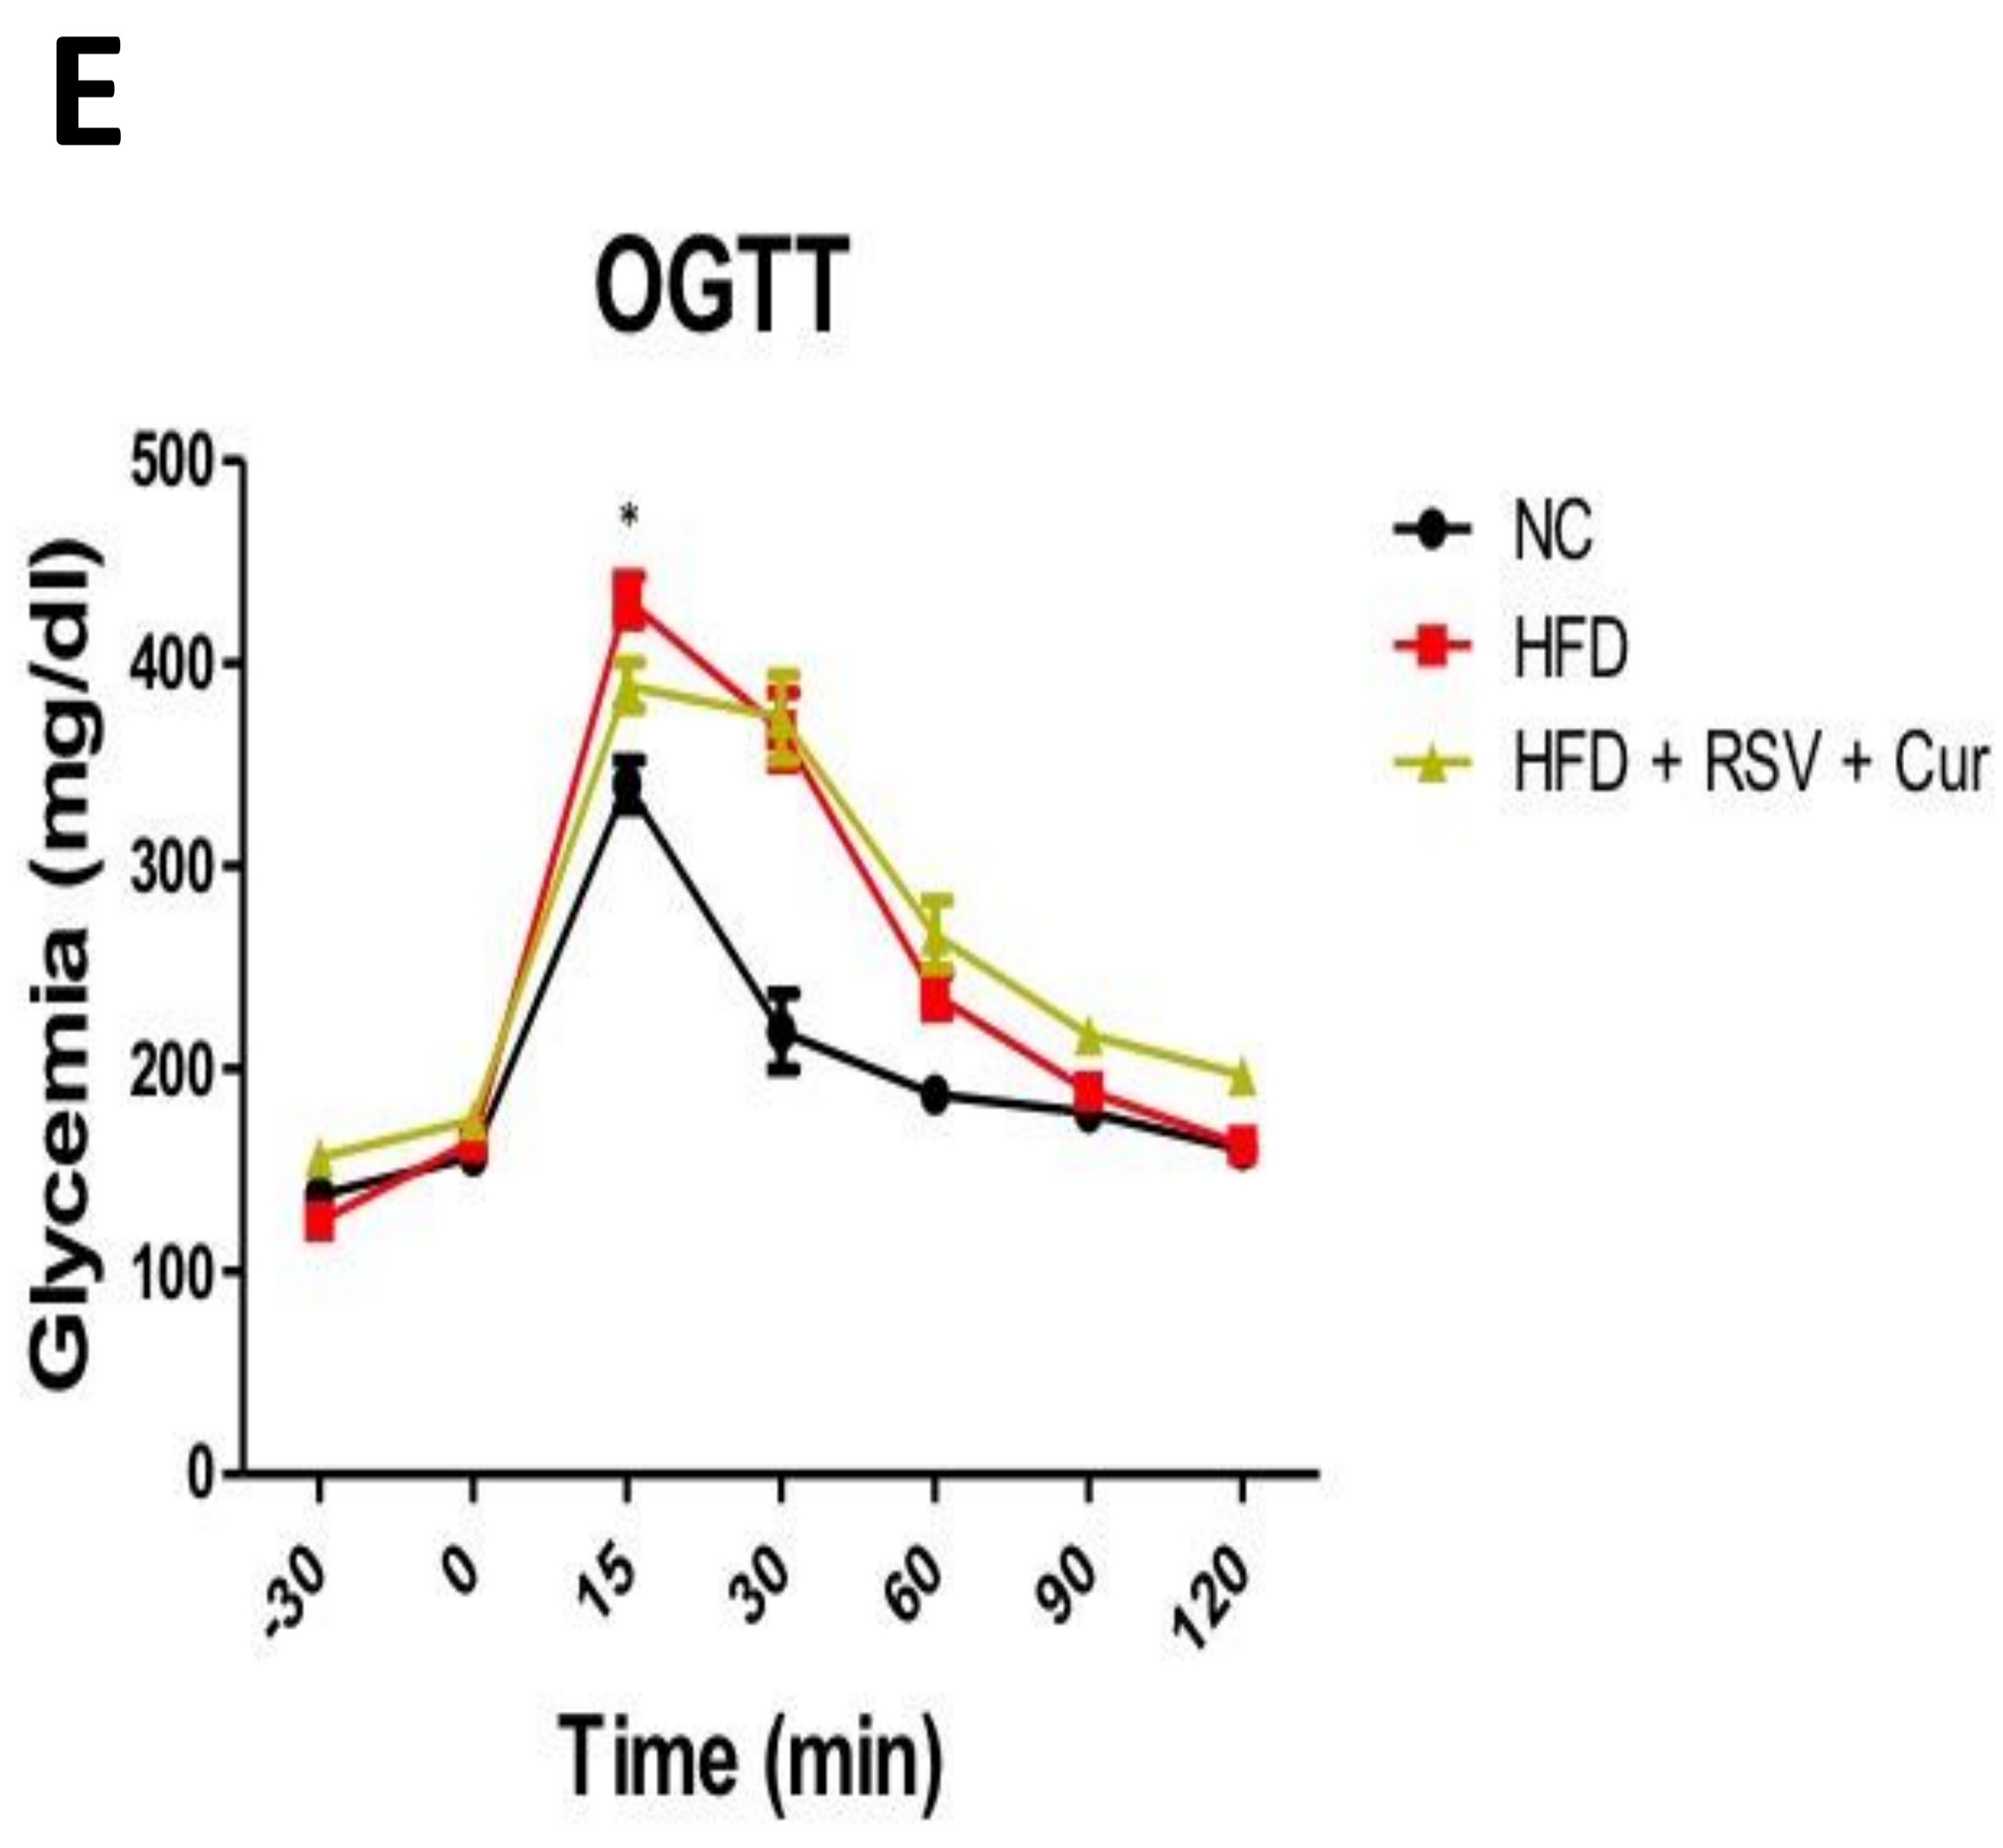 E
OGTT
500
400
300
200
100
0
Glycemia (mg/dl)
*
NC
HFD
HFD + RSV + Cur
-30 0 15 30 60 90 120
Time (min)